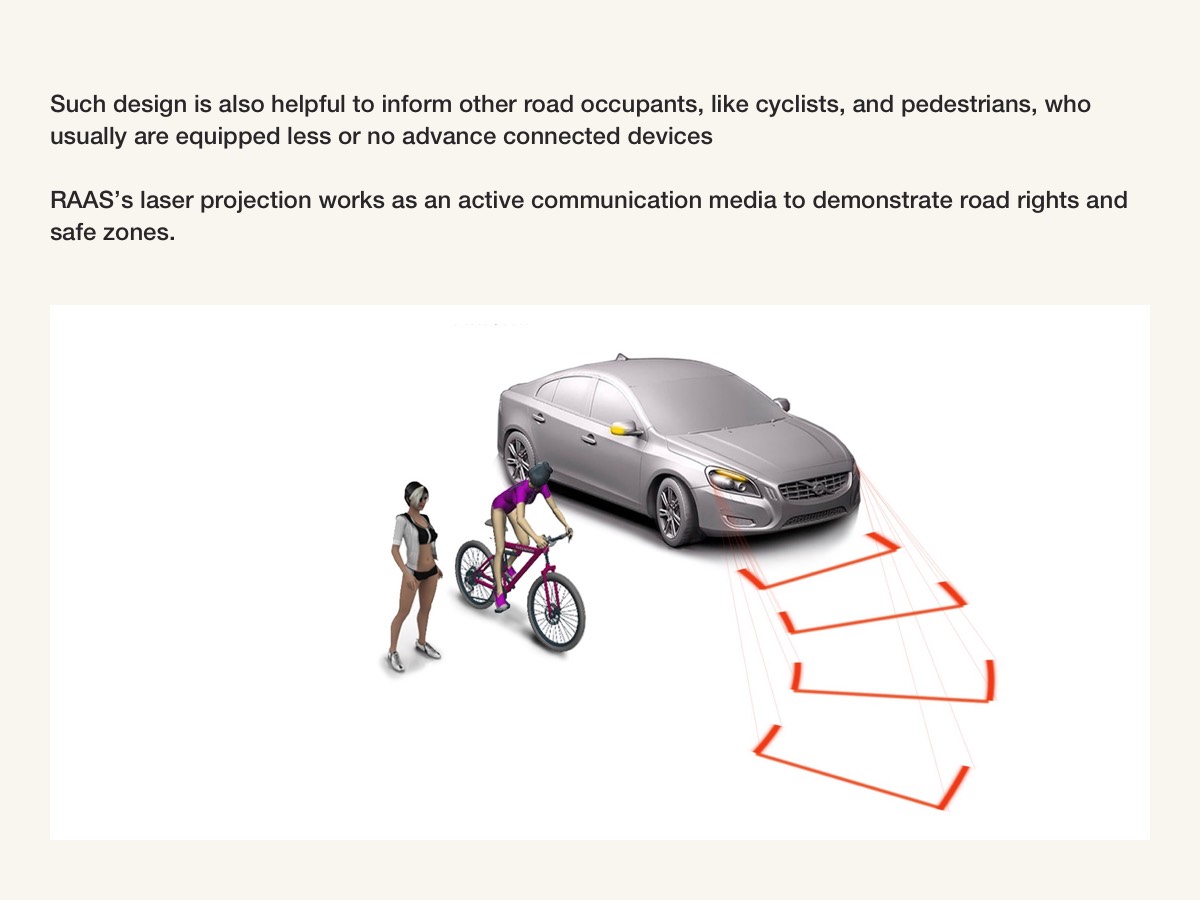 Such design is also helpful to inform other road occupants, like cyclists, and pedestrians, who
usually are equipped less or no advance connected devices
RAAS’s laser projection works as an active communication media to demonstrate road rights and
safe zones.